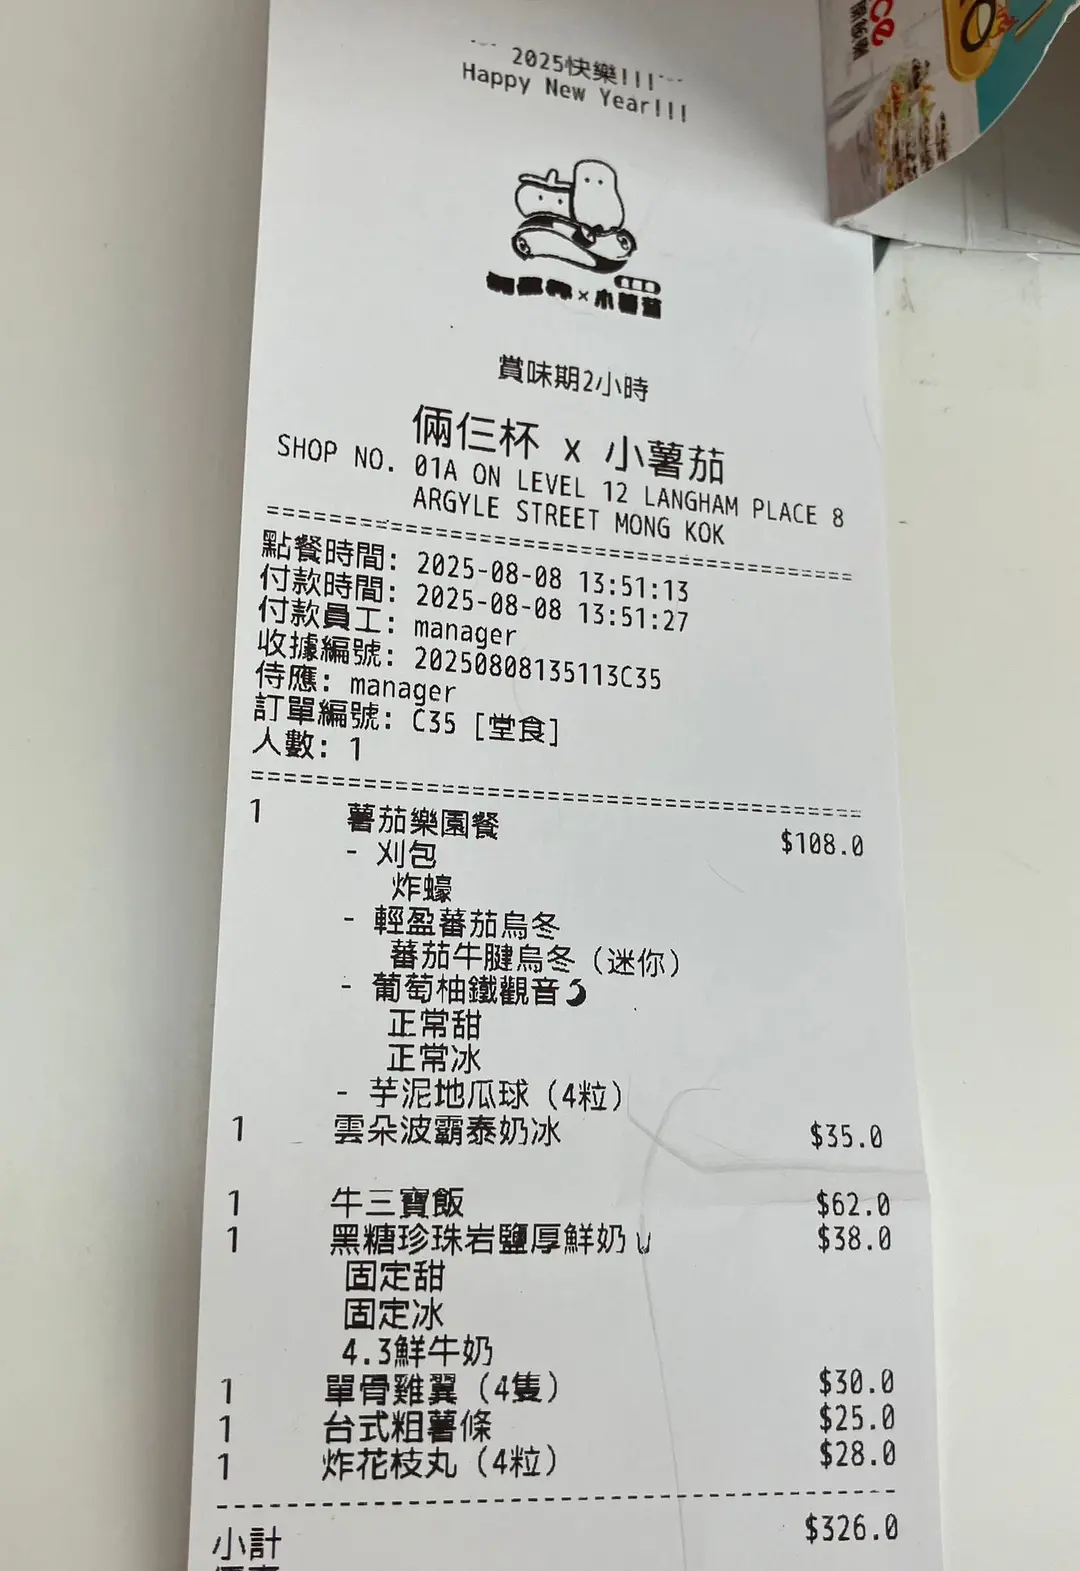 --- 2025快樂!!!---
Happy New Year!!!
倆仨杯×小薯茄
賞味期2小時
倆仨杯 x 小薯茄
SHOP NO. 01A ON LEVEL 12 LANGHAM PLACE 8
ARGYLE STREET MONG KOK
點餐時間: 2025-08-08 13:51:13
付款時間: 2025-08-08 13:51:27
付款員工: manager
收據編號: 20250808135113C35
侍應: manager
訂單編號: C35 [堂食]
人數: 1
1 薯茄樂園餐 $108.0
- 刈包
炸蠔
- 輕盈蕃茄烏冬
蕃茄牛腱烏冬（迷你）
- 葡萄柚鐵觀音
正常甜
正常冰
- 芋泥地瓜球（4粒）
1 雲朵波霸泰奶冰 $35.0
1 牛三寶飯 $62.0
1 黑糖珍珠岩鹽厚鮮奶 $38.0
固定甜
固定冰
4.3鮮牛奶
1 單骨雞翼（4隻） $30.0
1 台式粗薯條 $25.0
1 炸花枝丸（4粒） $28.0
小計 $326.0